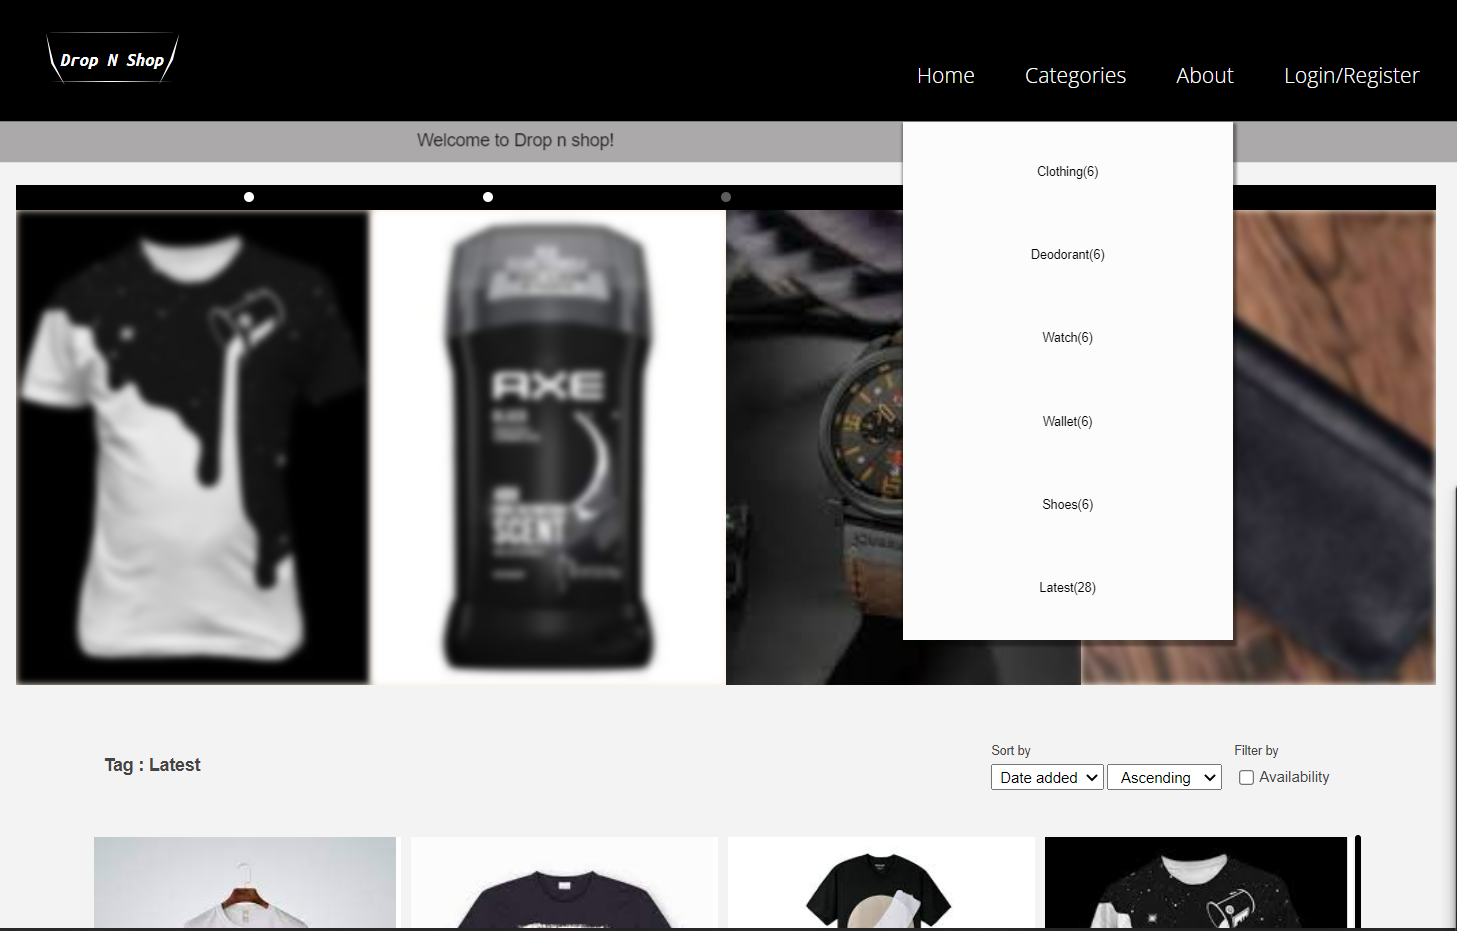 Drop N Shop
Home
Categories
About
Login/Register
Welcome to Drop n shop!
Clothing(6)
Deodorant(6)
Watch(6)
Wallet(6)
Shoes(6)
Latest(28)
AXE
SCENT
Tag : Latest
Sort by
Filter by
Date added
Ascending
Availability